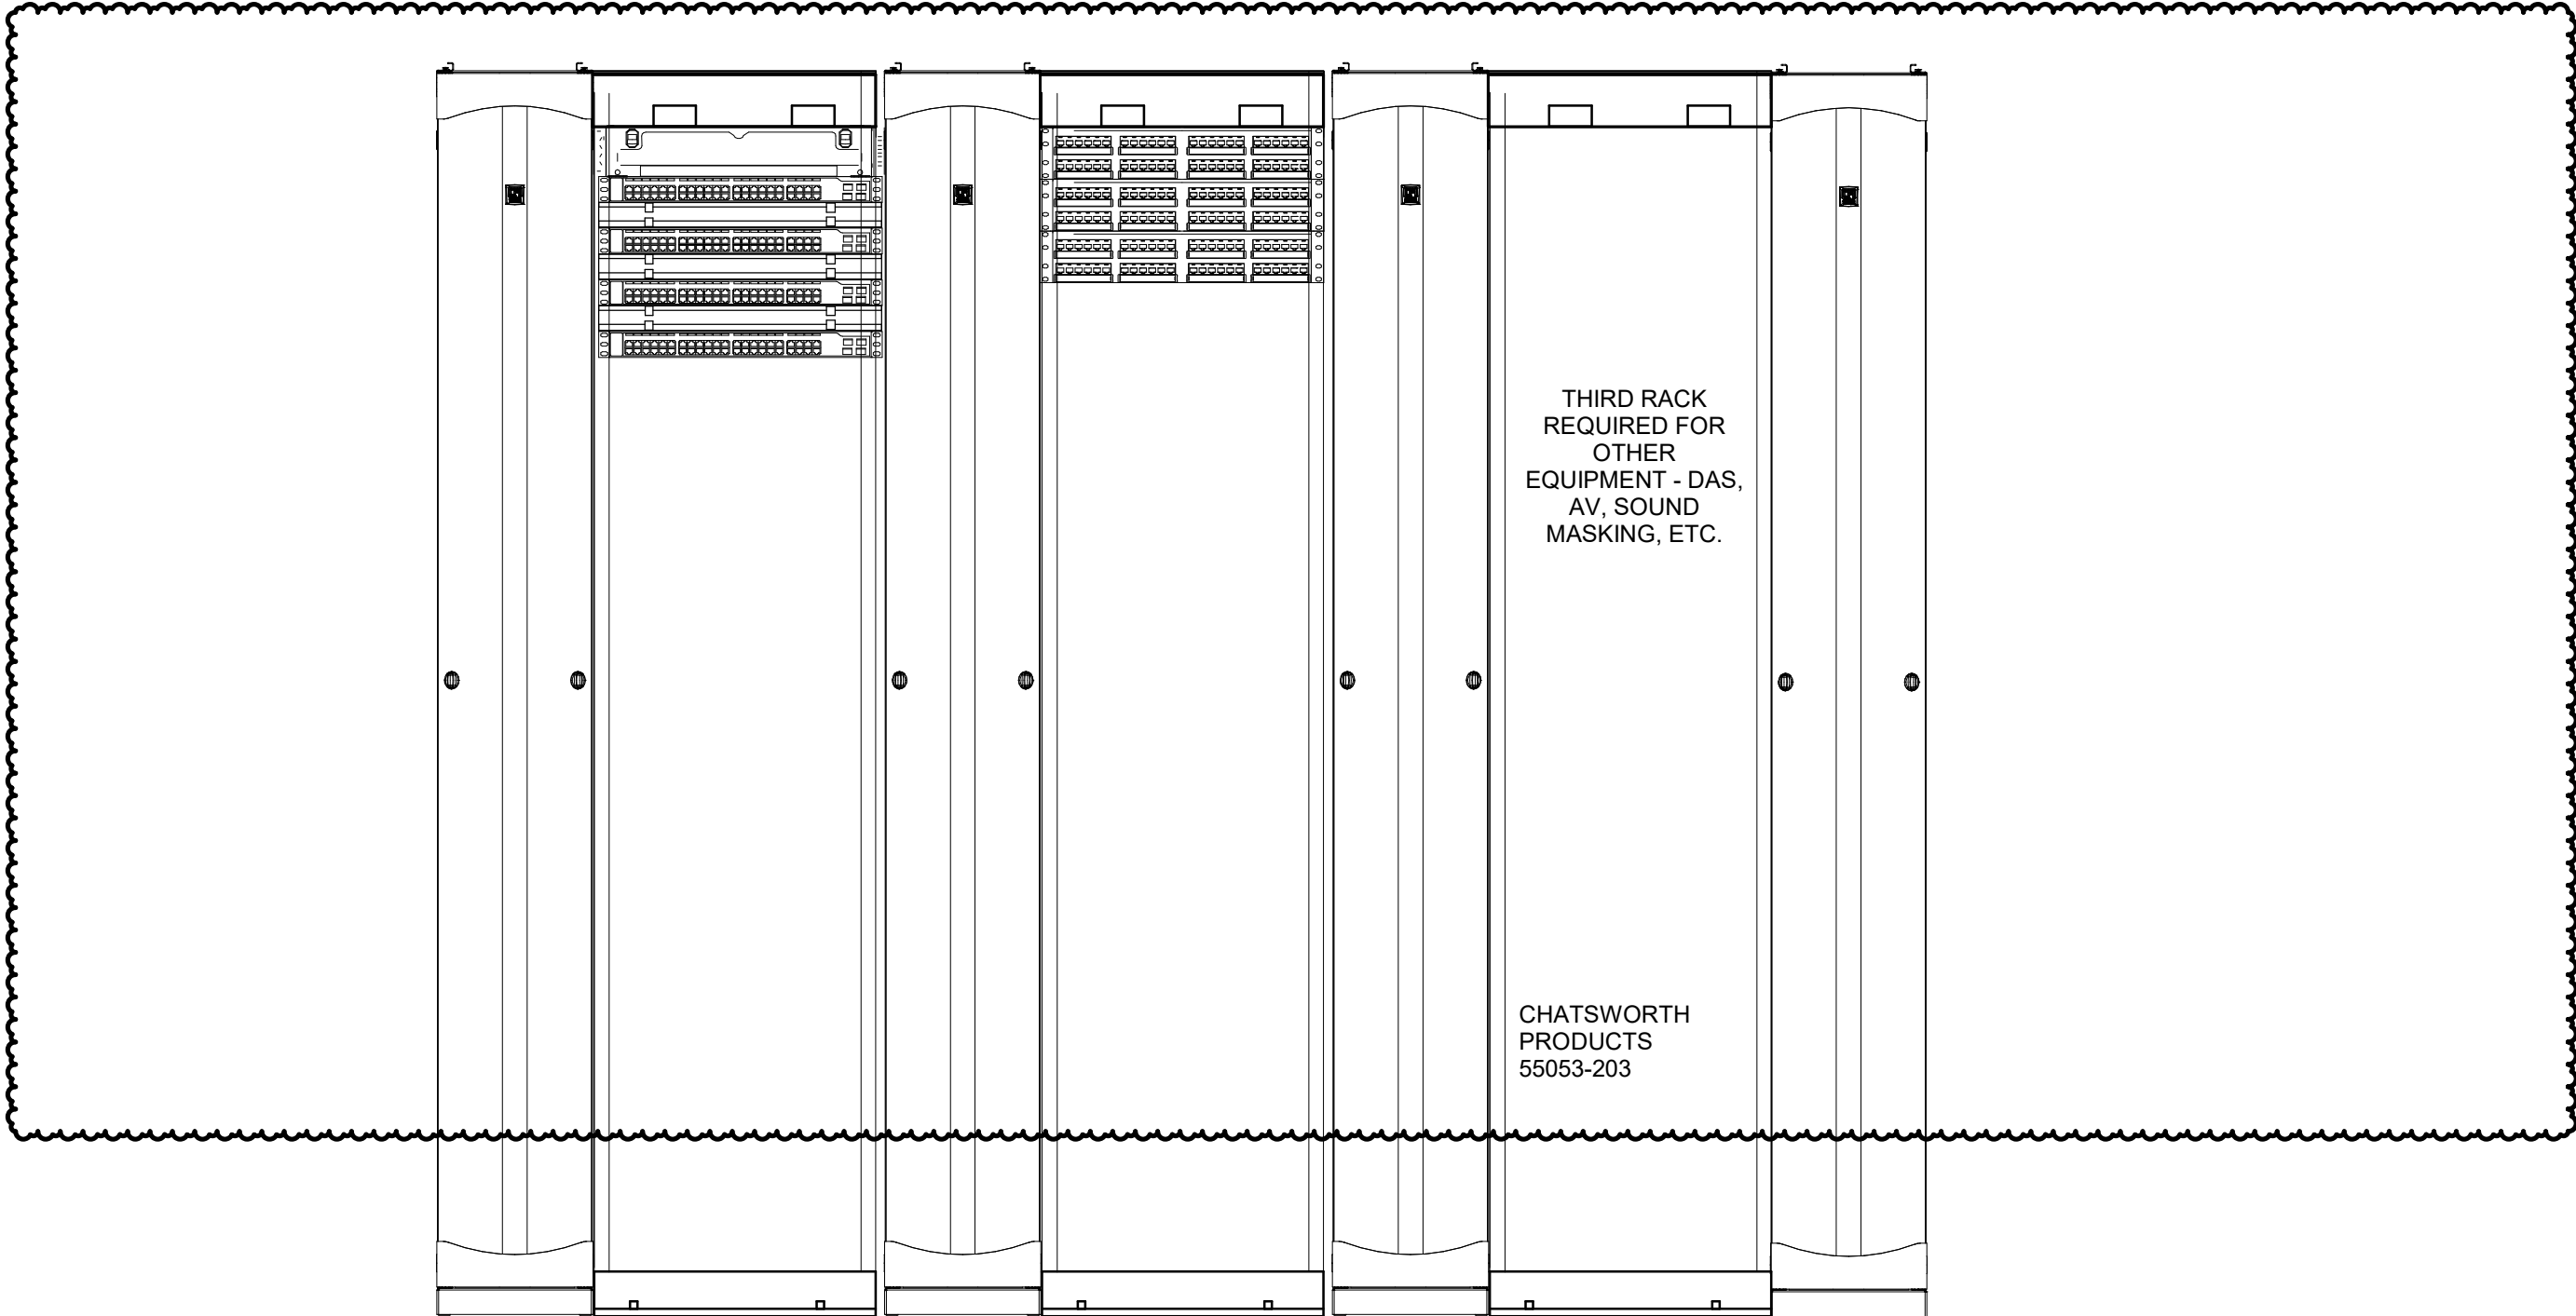 THIRD RACK
REQUIRED FOR
OTHER
EQUIPMENT - DAS,
AV, SOUND
MASKING, ETC.
CHATSWORTH
PRODUCTS
55053-203